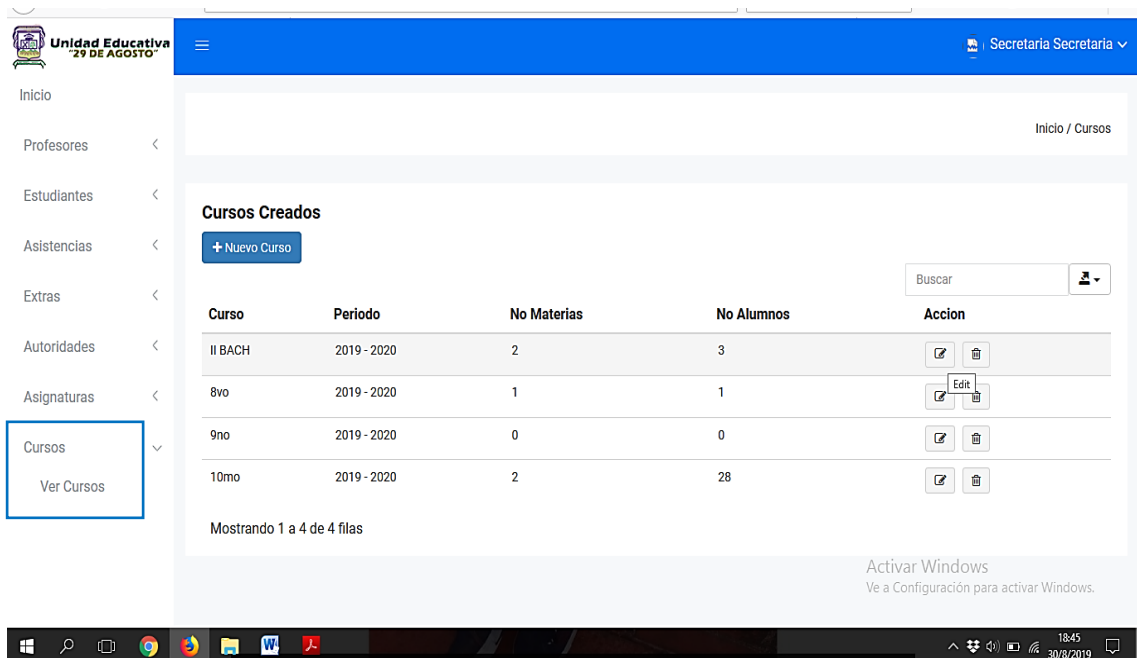 Unidad Educativa
"29 DE AGOSTO"
Secretaria Secretaria
Inicio
Profesores
Estudiantes
Asistencias
Extras
Autoridades
Asignaturas
Cursos
Ver Cursos
Inicio / Cursos
Cursos Creados
+ Nuevo Curso
Buscar
Curso Periodo No Materias No Alumnos Accion
II BACH 2019 - 2020 2 3
Edit
8vo 2019 - 2020 1 1
9no 2019 - 2020 0 0
10mo 2019 - 2020 2 28
Mostrando 1 a 4 de 4 filas
Activar Windows
Ve a Configuración para activar Windows.
18:45
30/8/2019